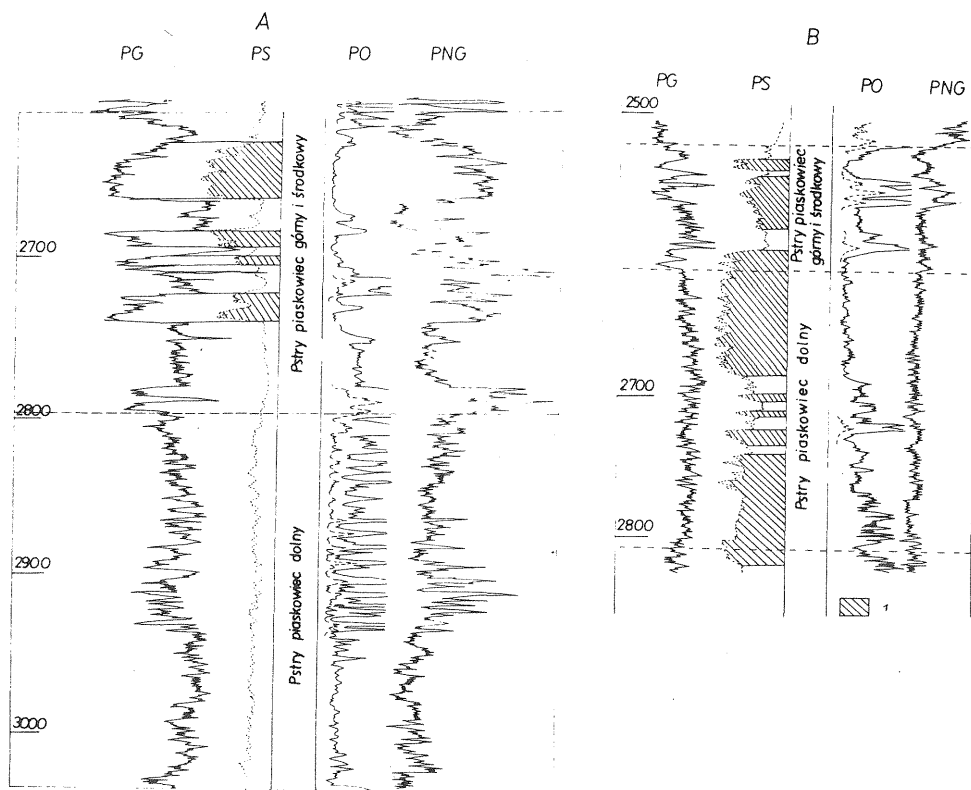 A
PG PS PO PNG
2700
2800
2900
3000
Pstry piaskowiec górny i środkowy
Pstry piaskowiec dolny
B
PG PS PO PNG
2500
2700
2800
Pstry piaskowiec
górny i środkowy
Pstry piaskowiec dolny
1